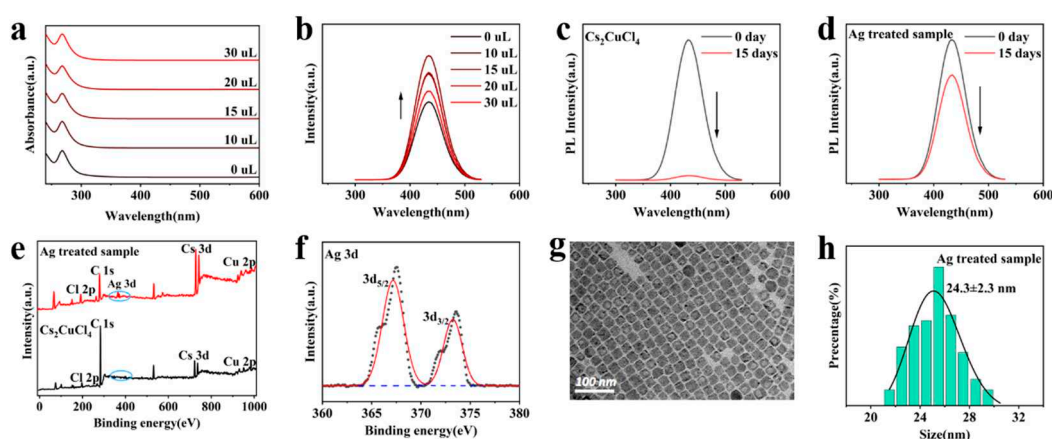 a
Absorbance(a.u.)
30 uL
20 uL
15 uL
10 uL
0 uL
300 400 500 600
Wavelength(nm)
b
Intensity(a.u.)
0 uL
10 uL
15 uL
20 uL
30 uL
300 400 500 600
Wavelength(nm)
c
Cs₂CuCl₄
0 day
15 days
PL Intensity(a.u.)
300 400 500 600
Wavelength(nm)
d
Ag treated sample
0 day
15 days
PL Intensity(a.u.)
300 400 500 600
Wavelength(nm)
e
Ag treated sample
Intensity(a.u.)
Cl 2p
C 1s
Ag 3d
Cs 3d
Cu 2p
Cs₂CuCl₄
C 1s
Cl 2p
Cs 3d
Cu 2p
0 200 400 600 800 1000
Binding energy(eV)
f
Ag 3d
3d5/2
3d3/2
Intensity(a.u.)
360 365 370 375 380
Binding energy(eV)
g
100 nm
h
Ag treated sample
24.3±2.3 nm
Precentage(%)
20 24 28 32
Size(nm)